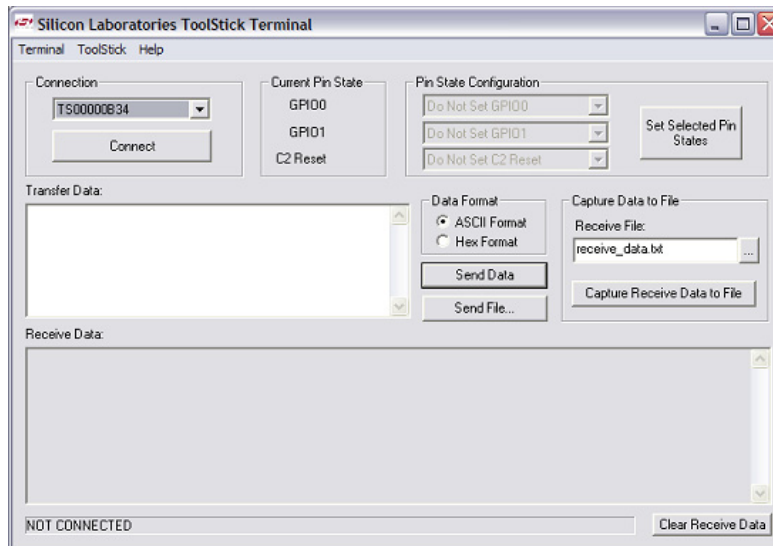 Silicon Laboratories ToolStick Terminal
Terminal ToolStick Help
Connection
TS00000B34
Connect
Current Pin State
GPIO0
GPIO1
C2 Reset
Pin State Configuration
Do Not Set GPIO0
Do Not Set GPIO1
Do Not Set C2 Reset
Set Selected Pin
States
Transfer Data:
Data Format
ASCII Format
Hex Format
Send Data
Send File...
Capture Data to File
Receive File:
receive_data.txt
...
Capture Receive Data to File
Receive Data:
NOT CONNECTED
Clear Receive Data